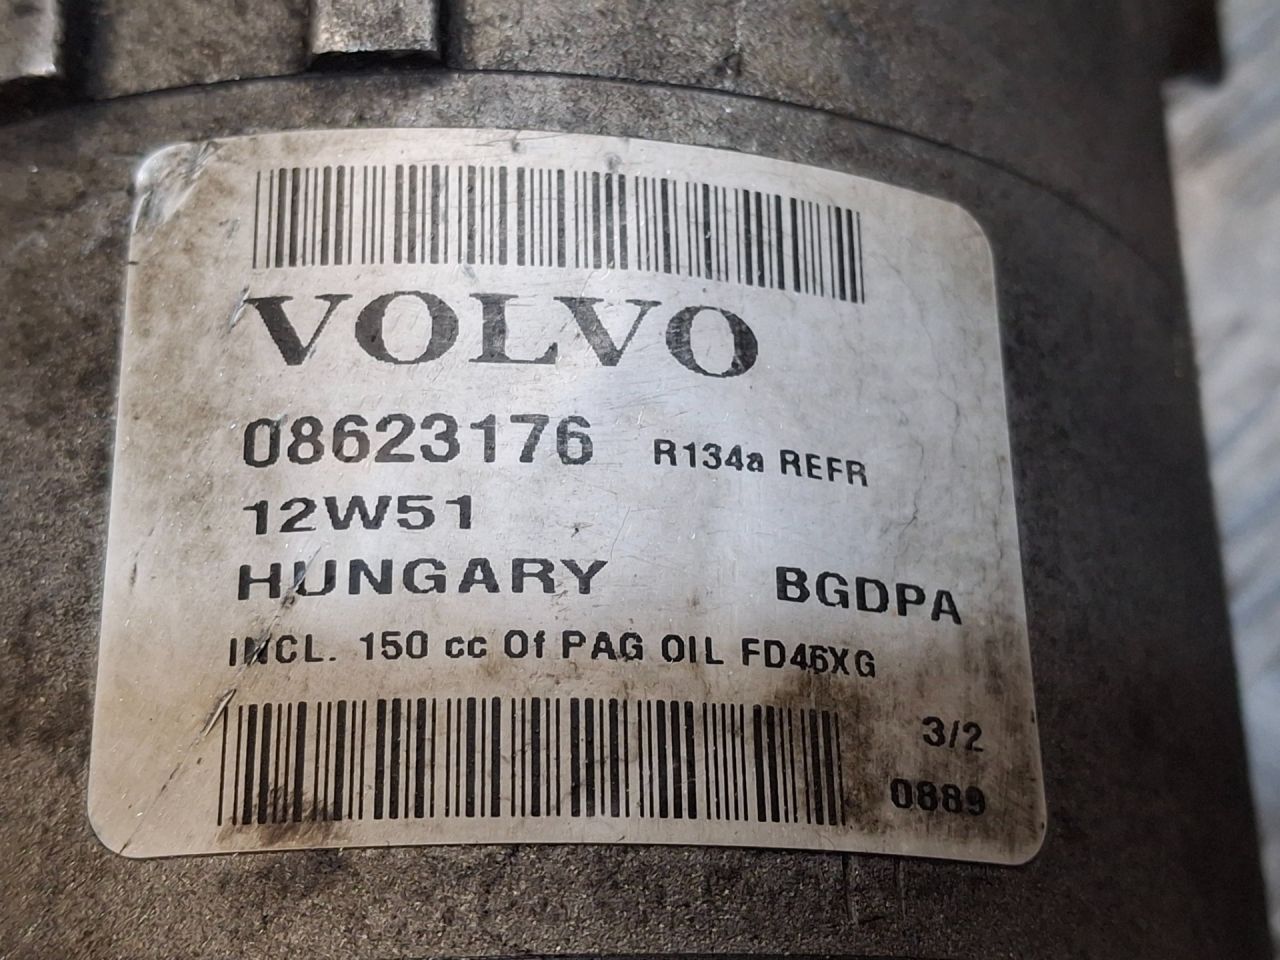 VOLVO
08623176 R134a REFR
12W51
HUNGARY BGDPA
INCL. 150 cc Of PAG OIL FD46XG
3/2
0889